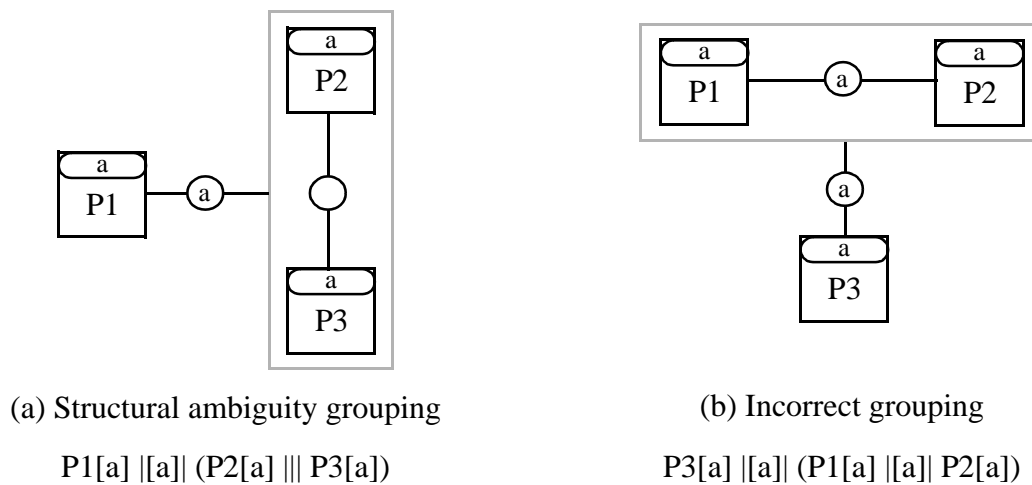 a
P2
a
P1
a
a
P3
(a) Structural ambiguity grouping
P1[a] |[a]| (P2[a] ||| P3[a])
a
P1
a
a
P2
a
a
P3
(b) Incorrect grouping
P3[a] |[a]| (P1[a] |[a]| P2[a])